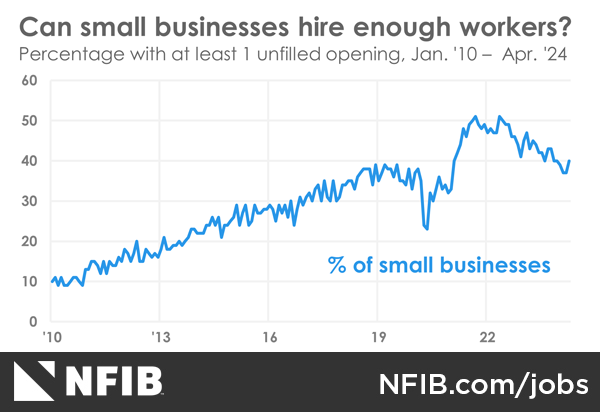 Can small businesses hire enough workers?
Percentage with at least 1 unfilled opening, Jan. '10 – Apr. '24
60
50
40
30
20
10
0
% of small businesses
'10 '13 16 19 22
NFIB NFIB.com/jobs